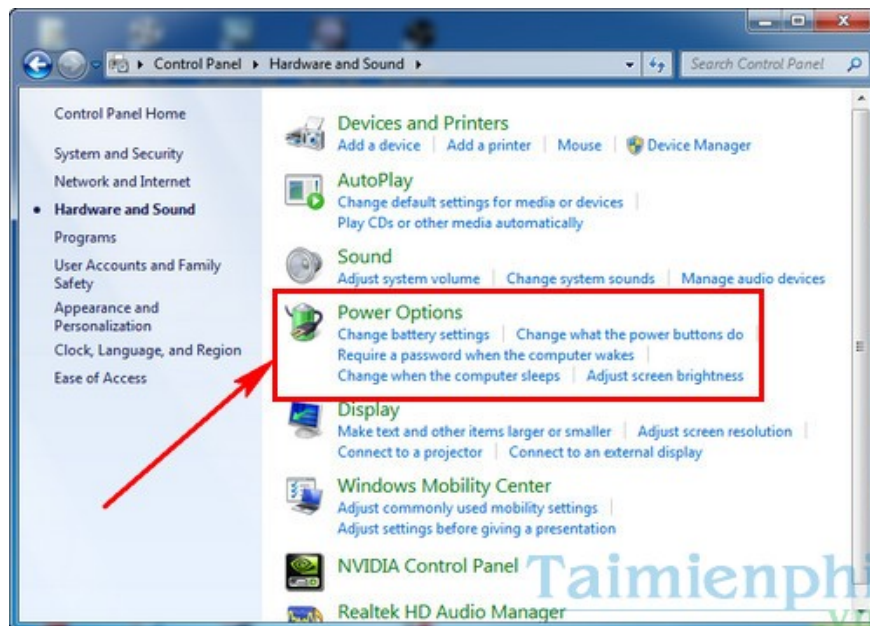 Control Panel Hardware and Sound
Search Control Panel
Control Panel Home
System and Security
Network and Internet
Hardware and Sound
Programs
User Accounts and Family
Safety
Appearance and
Personalization
Clock, Language, and Region
Ease of Access
Devices and Printers
Add a device Add a printer Mouse Device Manager
AutoPlay
Change default settings for media or devices
Play CDs or other media automatically
Sound
Adjust system volume Change system sounds Manage audio devices
Power Options
Change battery settings Change what the power buttons do
Require a password when the computer wakes
Change when the computer sleeps Adjust screen brightness
Display
Make text and other items larger or smaller Adjust screen resolution
Connect to a projector Connect to an external display
Windows Mobility Center
Adjust commonly used mobility settings
Adjust settings before giving a presentation
NVIDIA Control Panel
Realtek HD Audio Manager
Taimienphi